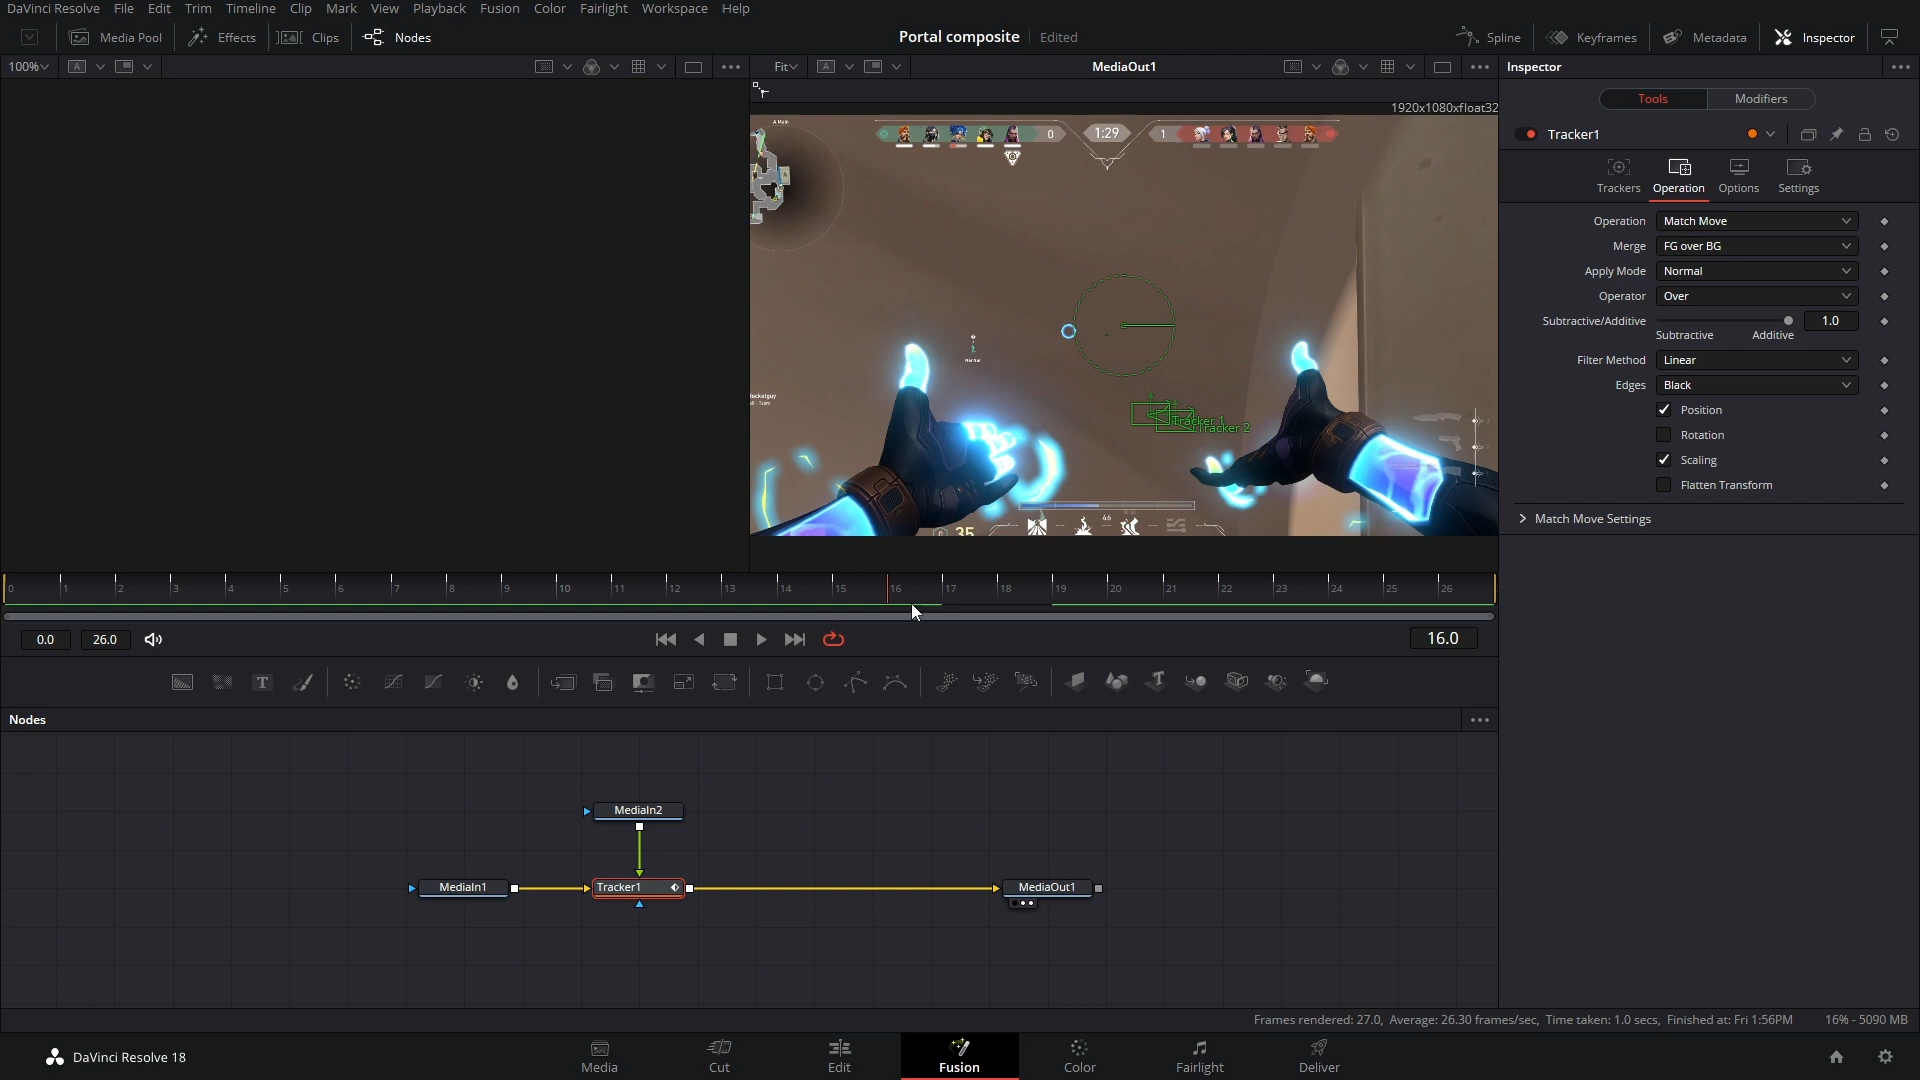 DaVinci Resolve File Edit Trim Timeline Clip Mark View Playback Fusion Color Fairlight Workspace Help
Media Pool Effects Clips Nodes Portal composite Edited Spline Keyframes Metadata Inspector
100% A Fit A MediaOut1 Inspector
Tools Modifiers
1920x1080xfloat32
Tracker1
A Main
0 1:29 1
Trackers Operation Options Settings
Operation Match Move
Merge FG over BG
Apply Mode Normal
Operator Over
Subtractive/Additive 1.0
Subtractive Additive
Filter Method Linear
Edges Black
Position
Rotation
Scaling
Flatten Transform
Match Move Settings
Tracker 1
Tracker 2
46
35
0 1 2 3 4 5 6 7 8 9 10 11 12 13 14 15 16 17 18 19 20 21 22 23 24 25 26
0.0 26.0 16.0
T T
Nodes
MediaIn2
MediaIn1 Tracker1 MediaOut1
Frames rendered: 27.0, Average: 26.30 frames/sec, Time taken: 1.0 secs, Finished at: Fri 1:56PM 16% - 5090 MB
DaVinci Resolve 18 Media Cut Edit Fusion Color Fairlight Deliver